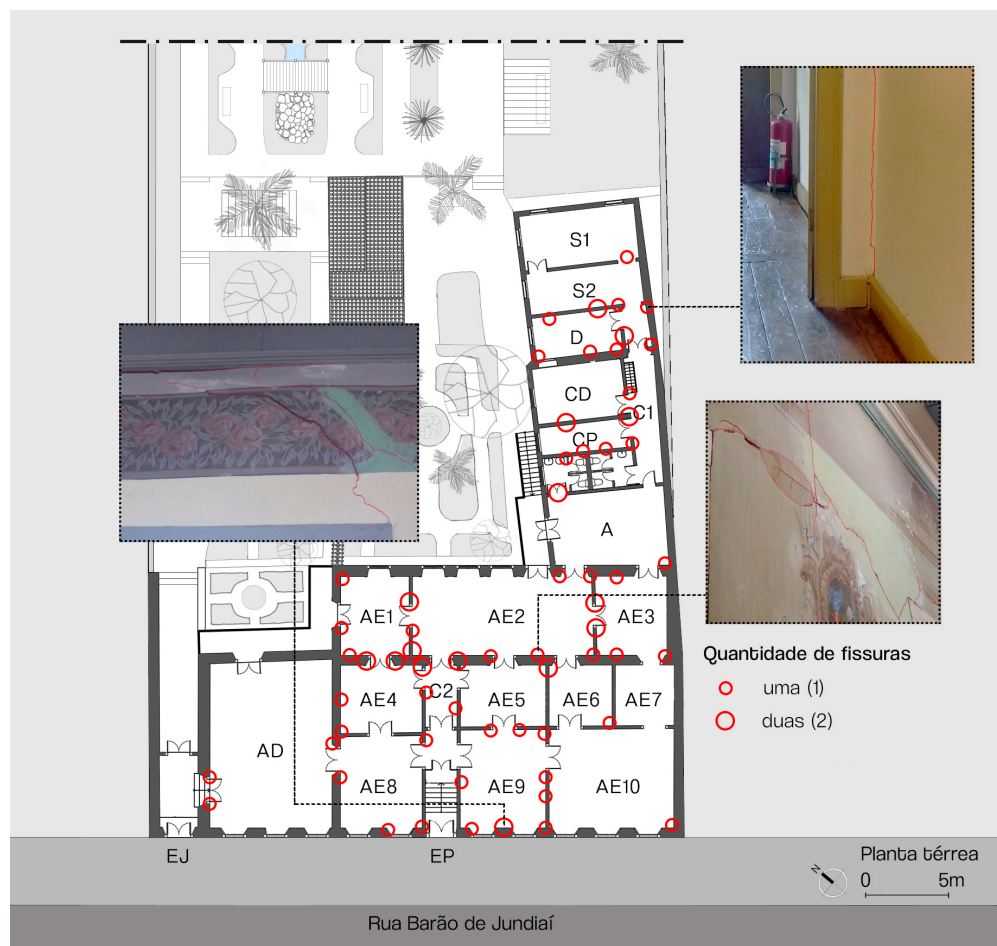 S1
S2
D
CD
C1
CP
A
AE1
AE2
AE3
Quantidade de fissuras
uma (1)
duas (2)
AE4
C2
AE5
AE6
AE7
AD
AE8
AE9
AE10
EJ
EP
Planta térrea
N
0
5m
Rua Barão de Jundiaí